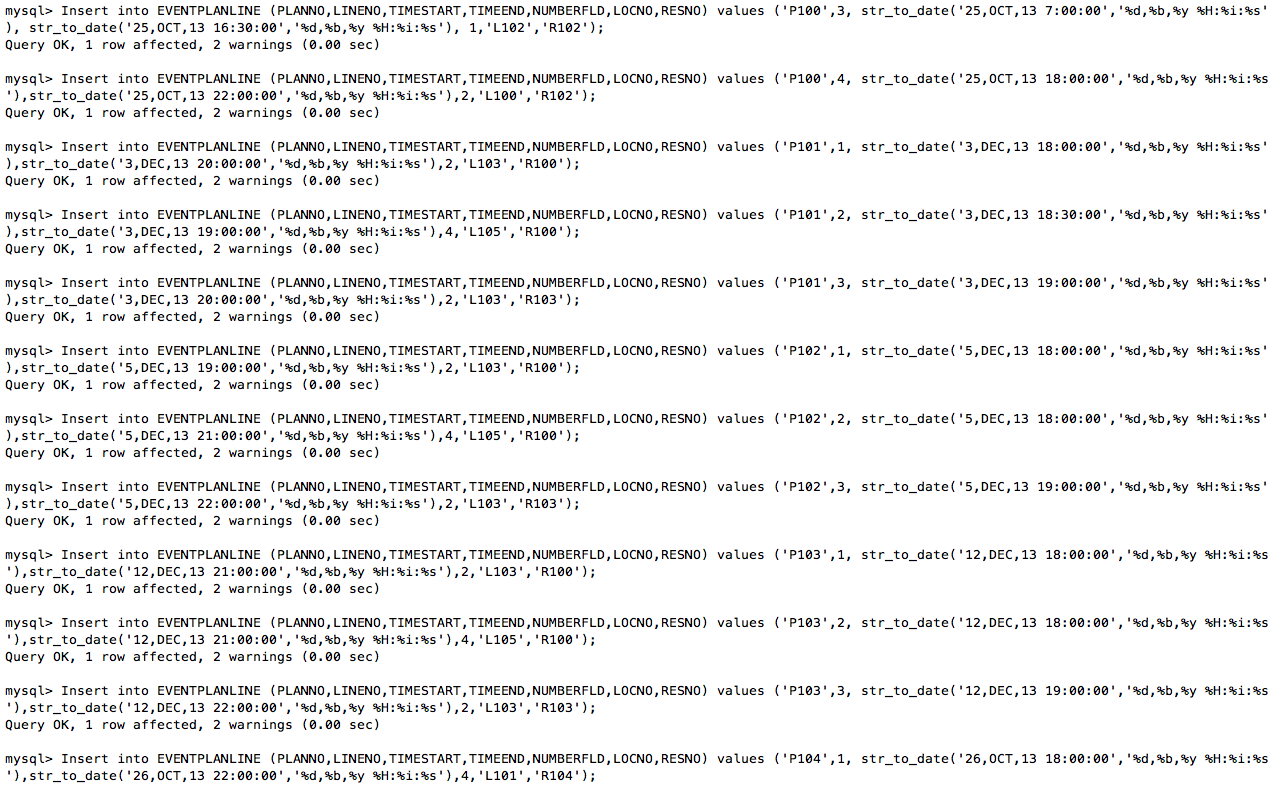 mysql> Insert into EVENTPLANLINE (PLANNO,LINENO,TIMESTART,TIMEEND,NUMBERFLD,LOCNO,RESNO) values ('P100',3, str_to_date('25,OCT,13 7:00:00','%d,%b,%y %H:%i:%s'
), str_to_date('25,OCT,13 16:30:00','%d,%b,%y %H:%i:%s'), 1,'L102','R102');
Query OK, 1 row affected, 2 warnings (0.00 sec)

mysql> Insert into EVENTPLANLINE (PLANNO,LINENO,TIMESTART,TIMEEND,NUMBERFLD,LOCNO,RESNO) values ('P100',4, str_to_date('25,OCT,13 18:00:00','%d,%b,%y %H:%i:%s
'),str_to_date('25,OCT,13 22:00:00','%d,%b,%y %H:%i:%s'),2,'L100','R102');
Query OK, 1 row affected, 2 warnings (0.00 sec)

mysql> Insert into EVENTPLANLINE (PLANNO,LINENO,TIMESTART,TIMEEND,NUMBERFLD,LOCNO,RESNO) values ('P101',1, str_to_date('3,DEC,13 18:00:00','%d,%b,%y %H:%i:%s'
),str_to_date('3,DEC,13 20:00:00','%d,%b,%y %H:%i:%s'),2,'L103','R100');
Query OK, 1 row affected, 2 warnings (0.00 sec)

mysql> Insert into EVENTPLANLINE (PLANNO,LINENO,TIMESTART,TIMEEND,NUMBERFLD,LOCNO,RESNO) values ('P101',2, str_to_date('3,DEC,13 18:30:00','%d,%b,%y %H:%i:%s'
),str_to_date('3,DEC,13 19:00:00','%d,%b,%y %H:%i:%s'),4,'L105','R100');
Query OK, 1 row affected, 2 warnings (0.00 sec)

mysql> Insert into EVENTPLANLINE (PLANNO,LINENO,TIMESTART,TIMEEND,NUMBERFLD,LOCNO,RESNO) values ('P101',3, str_to_date('3,DEC,13 19:00:00','%d,%b,%y %H:%i:%s'
),str_to_date('3,DEC,13 20:00:00','%d,%b,%y %H:%i:%s'),2,'L103','R103');
Query OK, 1 row affected, 2 warnings (0.00 sec)

mysql> Insert into EVENTPLANLINE (PLANNO,LINENO,TIMESTART,TIMEEND,NUMBERFLD,LOCNO,RESNO) values ('P102',1, str_to_date('5,DEC,13 18:00:00','%d,%b,%y %H:%i:%s'
),str_to_date('5,DEC,13 19:00:00','%d,%b,%y %H:%i:%s'),2,'L103','R100');
Query OK, 1 row affected, 2 warnings (0.00 sec)

mysql> Insert into EVENTPLANLINE (PLANNO,LINENO,TIMESTART,TIMEEND,NUMBERFLD,LOCNO,RESNO) values ('P102',2, str_to_date('5,DEC,13 18:00:00','%d,%b,%y %H:%i:%s'
),str_to_date('5,DEC,13 21:00:00','%d,%b,%y %H:%i:%s'),4,'L105','R100');
Query OK, 1 row affected, 2 warnings (0.00 sec)

mysql> Insert into EVENTPLANLINE (PLANNO,LINENO,TIMESTART,TIMEEND,NUMBERFLD,LOCNO,RESNO) values ('P102',3, str_to_date('5,DEC,13 19:00:00','%d,%b,%y %H:%i:%s'
),str_to_date('5,DEC,13 22:00:00','%d,%b,%y %H:%i:%s'),2,'L103','R103');
Query OK, 1 row affected, 2 warnings (0.00 sec)

mysql> Insert into EVENTPLANLINE (PLANNO,LINENO,TIMESTART,TIMEEND,NUMBERFLD,LOCNO,RESNO) values ('P103',1, str_to_date('12,DEC,13 18:00:00','%d,%b,%y %H:%i:%s
'),str_to_date('12,DEC,13 21:00:00','%d,%b,%y %H:%i:%s'),2,'L103','R100');
Query OK, 1 row affected, 2 warnings (0.00 sec)

mysql> Insert into EVENTPLANLINE (PLANNO,LINENO,TIMESTART,TIMEEND,NUMBERFLD,LOCNO,RESNO) values ('P103',2, str_to_date('12,DEC,13 18:00:00','%d,%b,%y %H:%i:%s
'),str_to_date('12,DEC,13 21:00:00','%d,%b,%y %H:%i:%s'),4,'L105','R100');
Query OK, 1 row affected, 2 warnings (0.00 sec)

mysql> Insert into EVENTPLANLINE (PLANNO,LINENO,TIMESTART,TIMEEND,NUMBERFLD,LOCNO,RESNO) values ('P103',3, str_to_date('12,DEC,13 19:00:00','%d,%b,%y %H:%i:%s
'),str_to_date('12,DEC,13 22:00:00','%d,%b,%y %H:%i:%s'),2,'L103','R103');
Query OK, 1 row affected, 2 warnings (0.00 sec)

mysql> Insert into EVENTPLANLINE (PLANNO,LINENO,TIMESTART,TIMEEND,NUMBERFLD,LOCNO,RESNO) values ('P104',1, str_to_date('26,OCT,13 18:00:00','%d,%b,%y %H:%i:%s
'),str_to_date('26,OCT,13 22:00:00','%d,%b,%y %H:%i:%s'),4,'L101','R104');